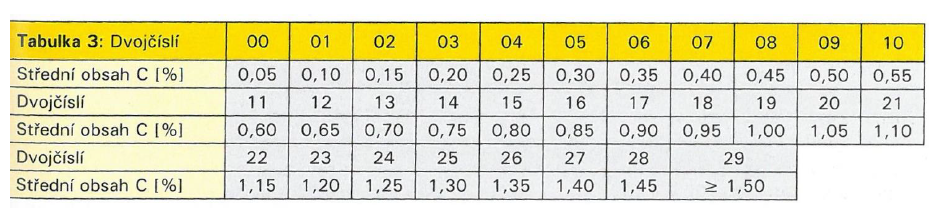 Tabulka 3: Dvojčíslí 00 01 02 03 04 05 06 07 08 09 10
Střední obsah C [%] 0,05 0,10 0,15 0,20 0,25 0,30 0,35 0,40 0,45 0,50 0,55
Dvojčíslí 11 12 13 14 15 16 17 18 19 20 21
Střední obsah C [%] 0,60 0,65 0,70 0,75 0,80 0,85 0,90 0,95 1,00 1,05 1,10
Dvojčíslí 22 23 24 25 26 27 28 29
Střední obsah C [%] 1,15 1,20 1,25 1,30 1,35 1,40 1,45 ≥ 1,50